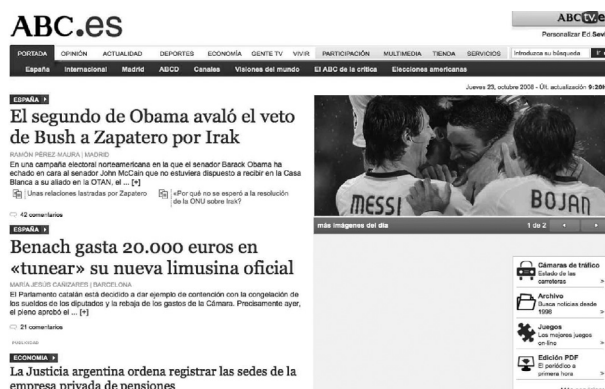 ABC.es
ABCtv.e
Personalizar Ed.Sevi
PORTADA OPINIÓN ACTUALIDAD DEPORTES ECONOMÍA GENTE TV VIVIR PARTICIPACIÓN MULTIMEDIA TIENDA SERVICIOS Introduzca su búsqueda
España Internacional Madrid ABCD Canales Visiones del mundo El ABC de la crítica Elecciones americanas
Jueves 23, octubre 2008 - Últ. actualización 9:20h
ESPAÑA
El segundo de Obama avaló el veto
de Bush a Zapatero por Irak
RAMÓN PÉREZ-MAURA | MADRID
En una campaña electoral norteamericana en la que el senador Barack Obama ha
echado en cara al senador John McCain que no estuviera dispuesto a recibir en la Casa
Blanca a su aliado en la OTAN, el ... [+]
Unas relaciones lastradas por Zapatero
«Por qué no se esperó a la resolución
de la ONU sobre Irak?
42 comentarios
MESSI
BOJAN
más imágenes del día 1 de 2
ESPAÑA
Benach gasta 20.000 euros en
«tunear» su nueva limusina oficial
MARÍA JESÚS CAÑIZARES | BARCELONA
El Parlamento catalán está decidido a dar ejemplo de contención con la congelación de
los sueldos de los diputados y la rebaja de los gastos de la Cámara. Precisamente ayer,
el pleno aprobó el ... [+]
21 comentarios
PUBLICIDAD
ECONOMIA
La Justicia argentina ordena registrar las sedes de la
empresa privada de pensiones
Cámaras de tráfico
Estado de las
carreteras
Archivo
Busca noticias desde
1998
Juegos
Los mejores juegos
on-line
Edición PDF
El periódico a
primera hora